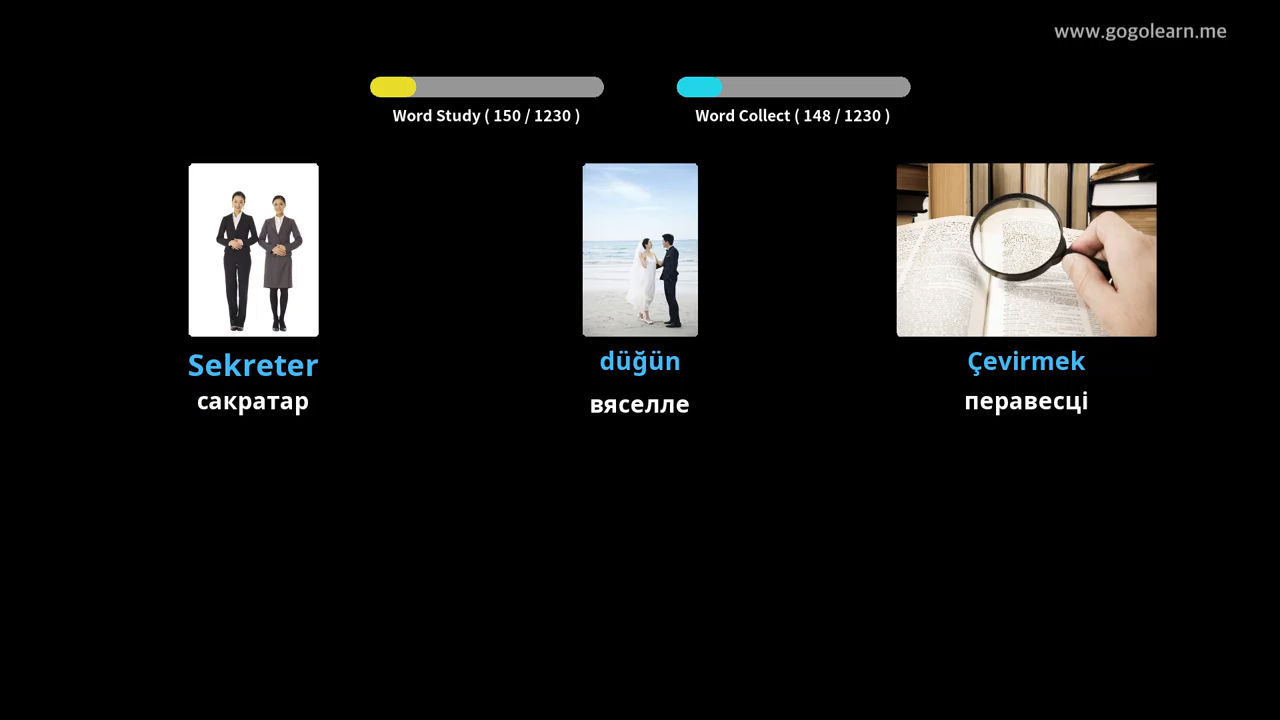 www.gogolearn.me
Word Study ( 150 / 1230 )
Word Collect ( 148 / 1230 )
Sekreter
сакратар
düğün
вяселле
Çevirmek
перавесці